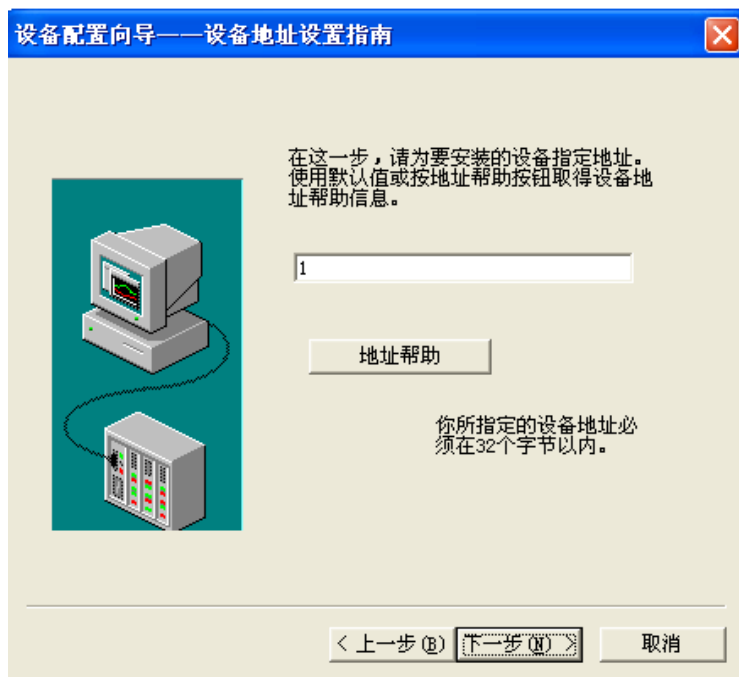 设备配置向导——设备地址设置指南
在这一步，请为要安装的设备指定地址。
使用默认值或按地址帮助按钮取得设备地
址帮助信息。
1
地址帮助
你所指定的设备地址必
须在32个字节以内。
< 上一步(B) 下一步(N) > 取消